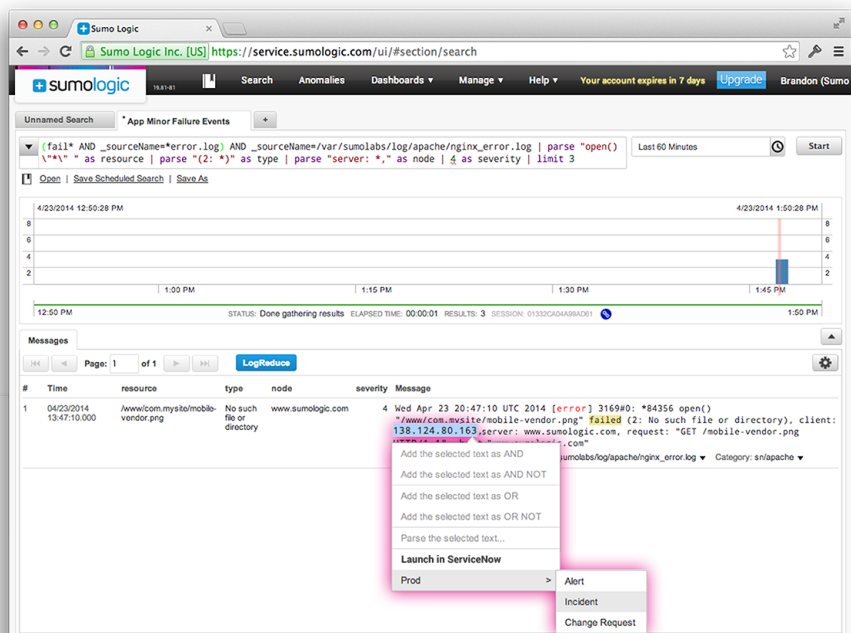 Sumo Logic
Sumo Logic Inc. [US] https://service.sumologic.com/ui/#section/search
sumologic 19.81-81 Search Anomalies Dashboards Manage Help Your account expires in 7 days Upgrade Brandon (Sumo
Unnamed Search * App Minor Failure Events +
(fail* AND _sourceName=*error.log) AND _sourceName=/var/sumolabs/log/apache/nginx_error.log | parse "open()
\"*\" " as resource | parse "(2: *)" as type | parse "server: *," as node | 4 as severity | limit 3
Last 60 Minutes Start
Open | Save Scheduled Search | Save As
4/23/2014 12:50:28 PM 4/23/2014 1:50:28 PM
8 8
6 6
4 4
2 2
1:00 PM 1:15 PM 1:30 PM 1:45 PM
12:50 PM STATUS: Done gathering results ELAPSED TIME: 00:00:01 RESULTS: 3 SESSION: 01332CA04A99AD61 1:50 PM
Messages
Page: 1 of 1 LogReduce
# Time resource type node severity Message
1 04/23/2014 /www/com.mysite/mobile- No such www.sumologic.com 4 Wed Apr 23 20:47:10 UTC 2014 [error] 3169#0: *84356 open()
13:47:10.000 vendor.png file or "/www/com.mysite/mobile-vendor.png" failed (2: No such file or directory), client:
directory 138.124.80.163,server: www.sumologic.com, request: "GET /mobile-vendor.png
sumolabs/log/apache/nginx_error.log Category: sn/apache
Add the selected text as AND
Add the selected text as AND NOT
Add the selected text as OR
Add the selected text as OR NOT
Parse the selected text...
Launch in ServiceNow
Prod > Alert
Incident
Change Request